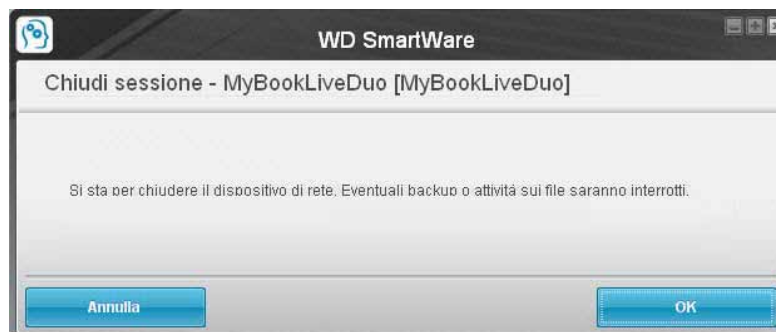 WD SmartWare
Chiudi sessione - MyBookLiveDuo [MyBookLiveDuo]
Si sta per chiudere il dispositivo di rete. Eventuali backup o attività sui file saranno interrotti.
Annulla
OK